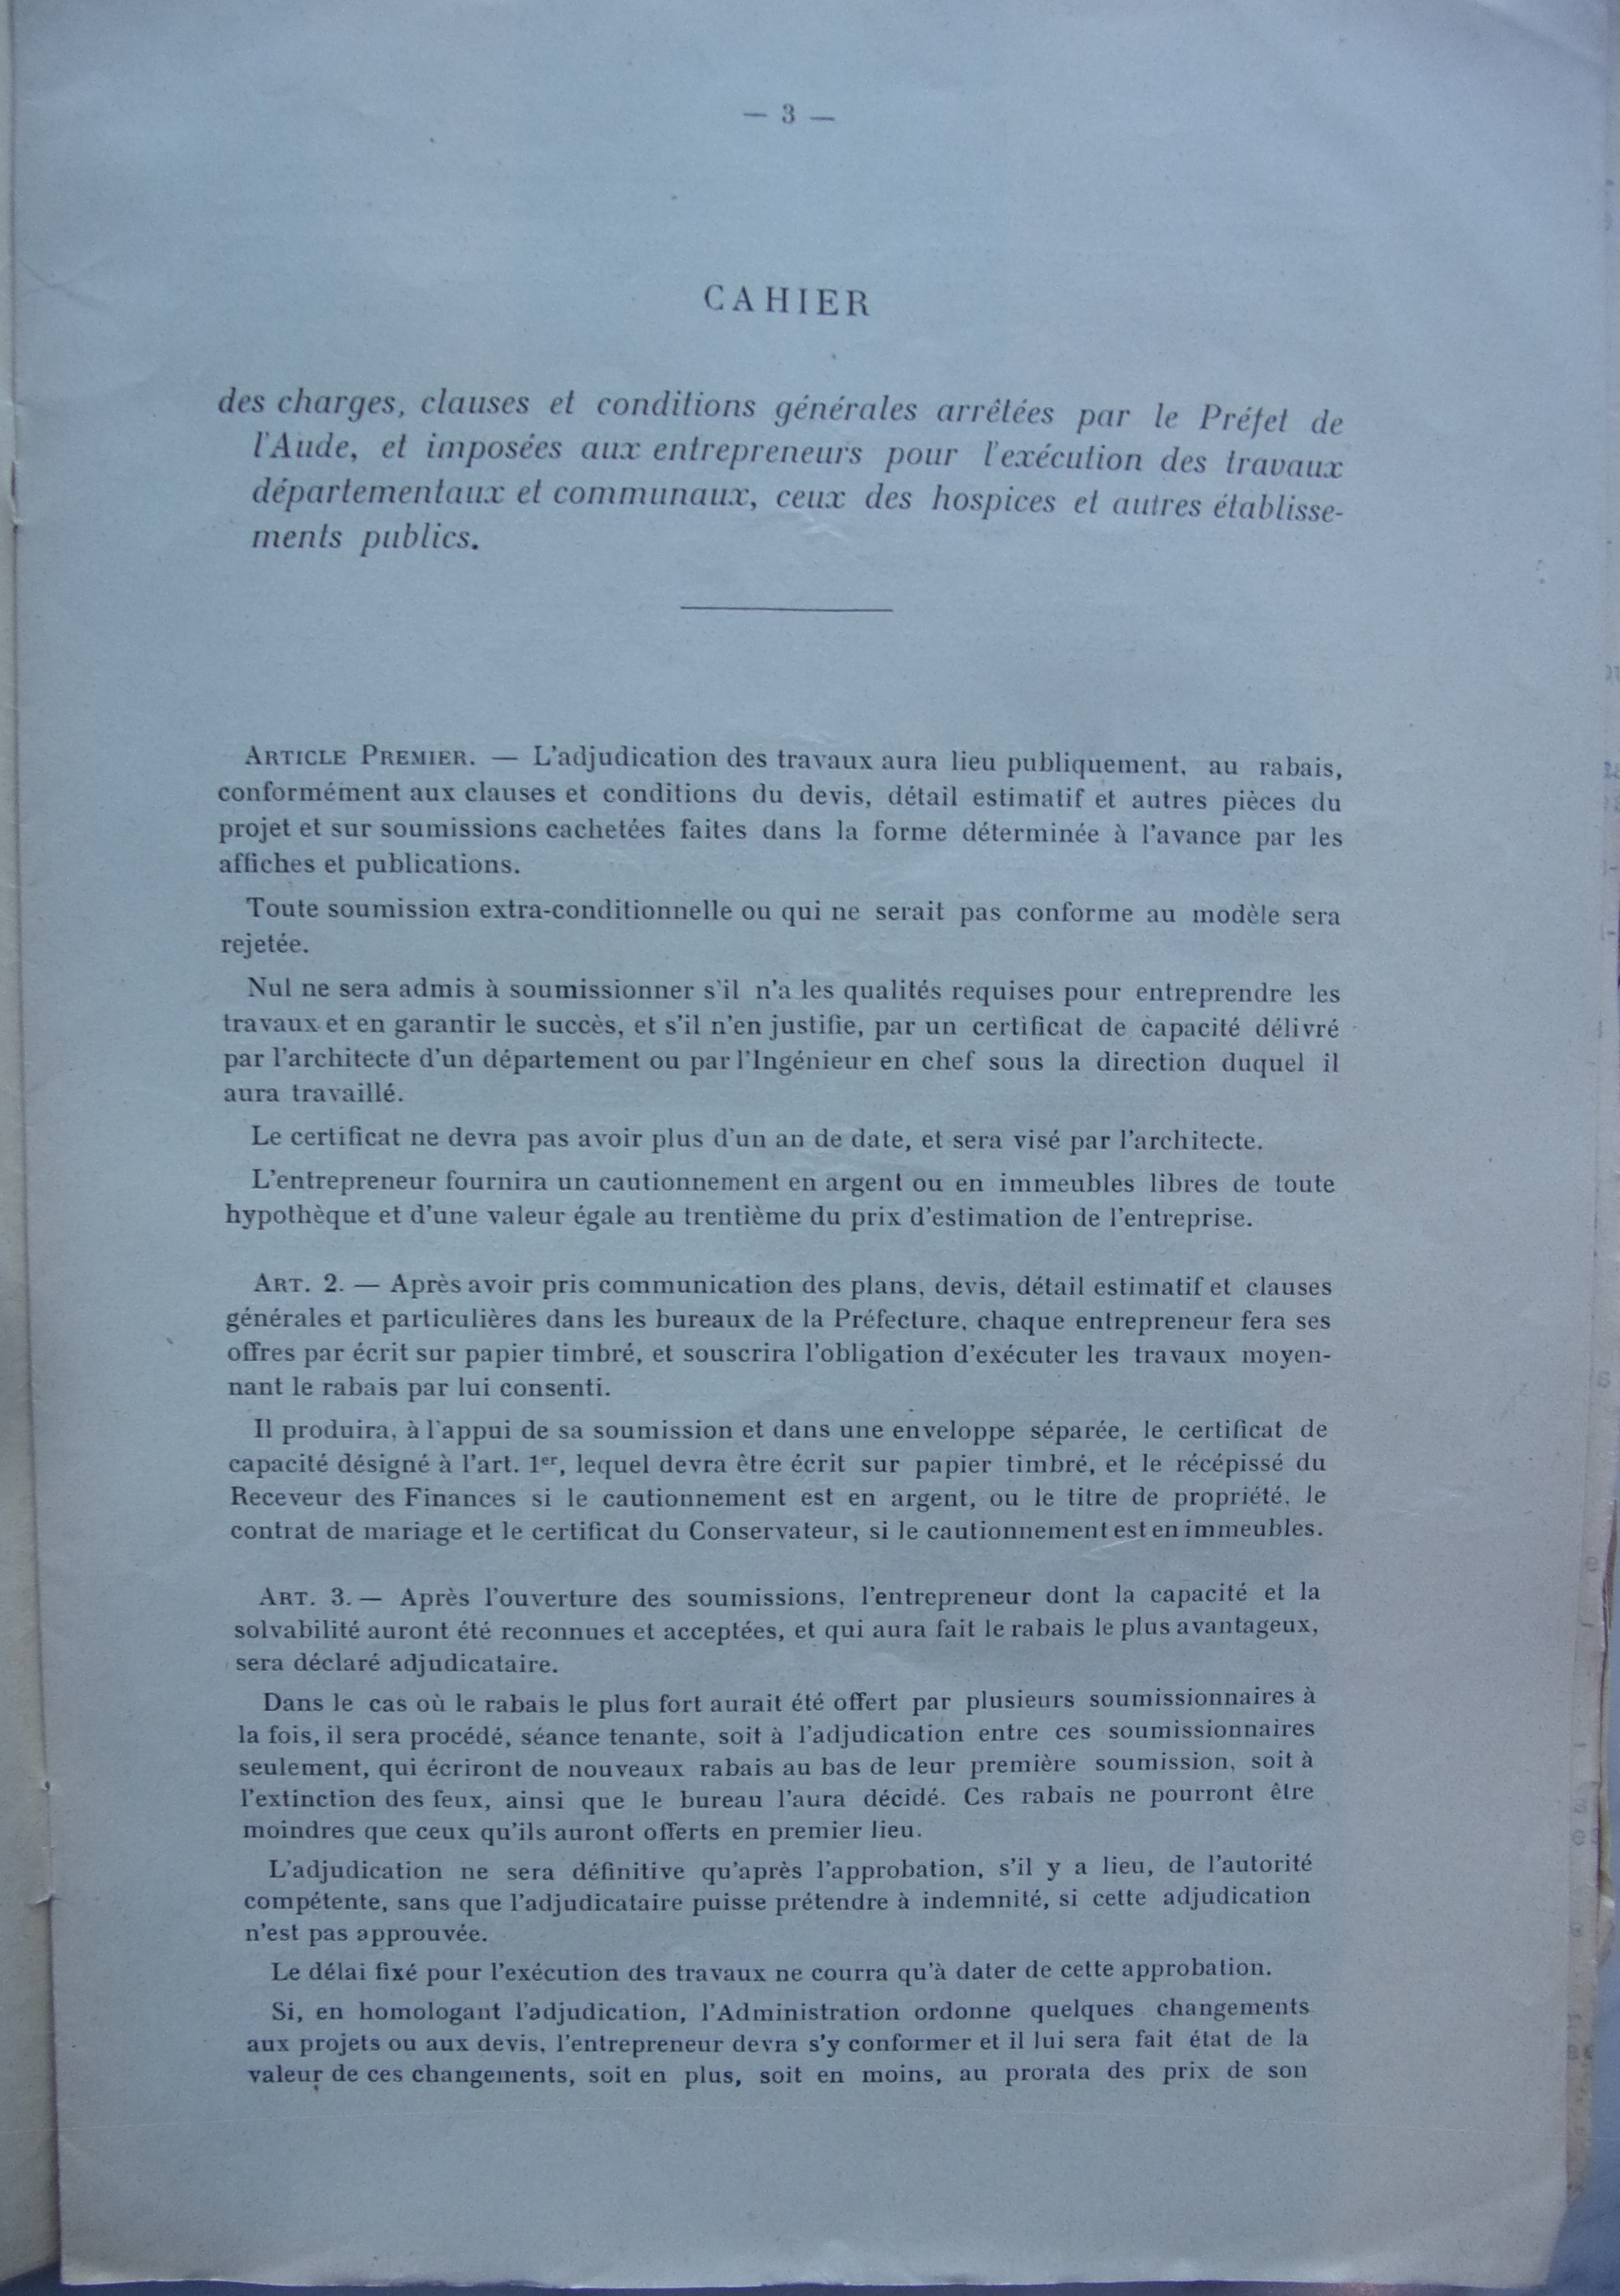 — 3 —
CAHIER
des charges, clauses et conditions générales arrêtées par le Préfet de
l'Aude, et imposées aux entrepreneurs pour l'exécution des travaux
départementaux et communaux, ceux des hospices et autres établisse-
ments publics.
ARTICLE PREMIER. — L'adjudication des travaux aura lieu publiquement, au rabais,
conformément aux clauses et conditions du devis, détail estimatif et autres pièces du
projet et sur soumissions cachetées faites dans la forme déterminée à l'avance par les
affiches et publications.
Toute soumission extra-conditionnelle ou qui ne serait pas conforme au modèle sera
rejetée.
Nul ne sera admis à soumissionner s'il n'a les qualités requises pour entreprendre les
travaux et en garantir le succès, et s'il n'en justifie, par un certificat de capacité délivré
par l'architecte d'un département ou par l'Ingénieur en chef sous la direction duquel il
aura travaillé.
Le certificat ne devra pas avoir plus d'un an de date, et sera visé par l'architecte.
L'entrepreneur fournira un cautionnement en argent ou en immeubles libres de toute
hypothèque et d'une valeur égale au trentième du prix d'estimation de l'entreprise.
ART. 2. — Après avoir pris communication des plans, devis, détail estimatif et clauses
générales et particulières dans les bureaux de la Préfecture, chaque entrepreneur fera ses
offres par écrit sur papier timbré, et souscrira l'obligation d'exécuter les travaux moyen-
nant le rabais par lui consenti.
Il produira, à l'appui de sa soumission et dans une enveloppe séparée, le certificat de
capacité désigné à l'art. 1er, lequel devra être écrit sur papier timbré, et le récépissé du
Receveur des Finances si le cautionnement est en argent, ou le titre de propriété, le
contrat de mariage et le certificat du Conservateur, si le cautionnement est en immeubles.
ART. 3. — Après l'ouverture des soumissions, l'entrepreneur dont la capacité et la
solvabilité auront été reconnues et acceptées, et qui aura fait le rabais le plus avantageux,
sera déclaré adjudicataire.
Dans le cas où le rabais le plus fort aurait été offert par plusieurs soumissionnaires à
la fois, il sera procédé, séance tenante, soit à l'adjudication entre ces soumissionnaires
seulement, qui écriront de nouveaux rabais au bas de leur première soumission, soit à
l'extinction des feux, ainsi que le bureau l'aura décidé. Ces rabais ne pourront être
moindres que ceux qu'ils auront offerts en premier lieu.
L'adjudication ne sera définitive qu'après l'approbation, s'il y a lieu, de l'autorité
compétente, sans que l'adjudicataire puisse prétendre à indemnité, si cette adjudication
n'est pas approuvée.
Le délai fixé pour l'exécution des travaux ne courra qu'à dater de cette approbation.
Si, en homologant l'adjudication, l'Administration ordonne quelques changements
aux projets ou aux devis, l'entrepreneur devra s'y conformer et il lui sera fait état de la
valeur de ces changements, soit en plus, soit en moins, au prorata des prix de son